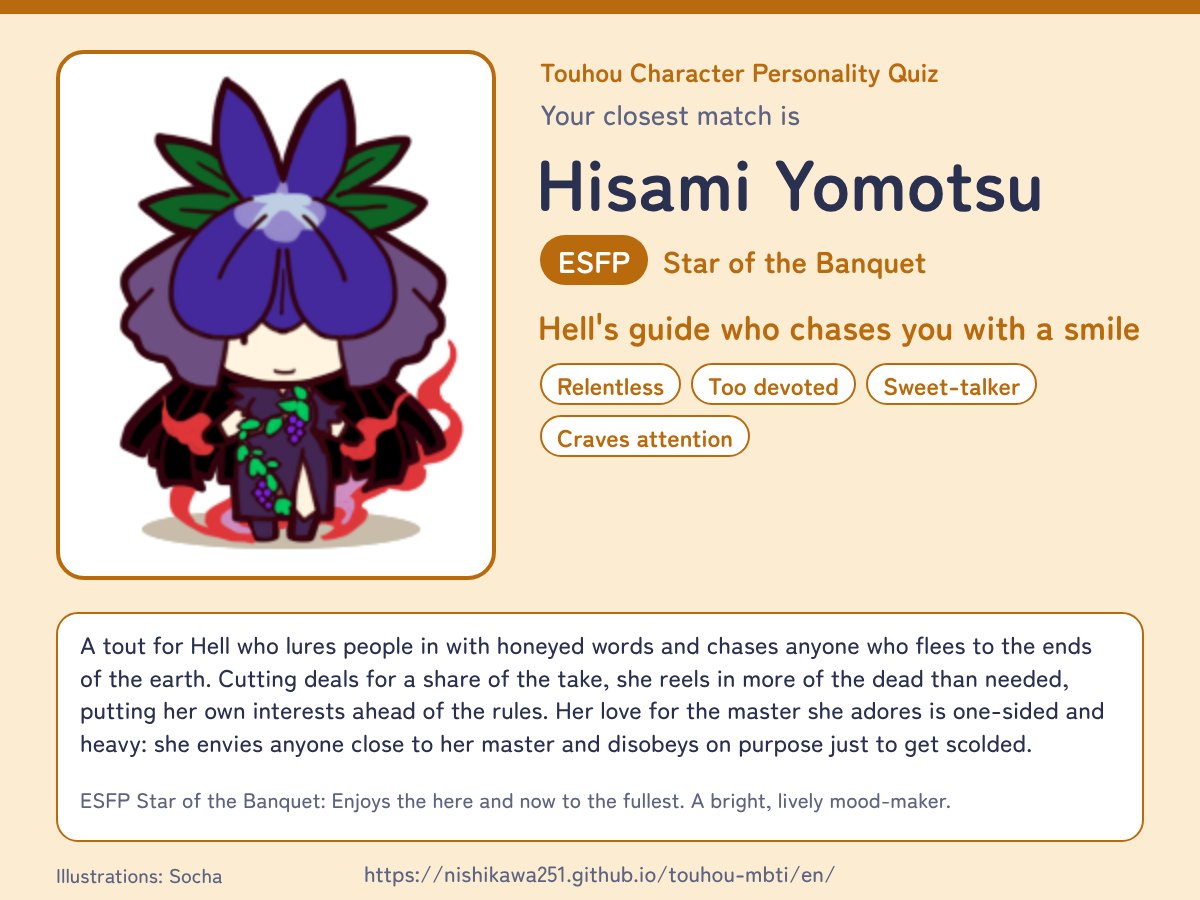 Touhou Character Personality Quiz
Your closest match is
Hisami Yomotsu
ESFP Star of the Banquet
Hell's guide who chases you with a smile
Relentless Too devoted Sweet-talker
Craves attention
A tout for Hell who lures people in with honeyed words and chases anyone who flees to the ends
of the earth. Cutting deals for a share of the take, she reels in more of the dead than needed,
putting her own interests ahead of the rules. Her love for the master she adores is one-sided and
heavy: she envies anyone close to her master and disobeys on purpose just to get scolded.
ESFP Star of the Banquet: Enjoys the here and now to the fullest. A bright, lively mood-maker.
Illustrations: Socha https://nishikawa251.github.io/touhou-mbti/en/